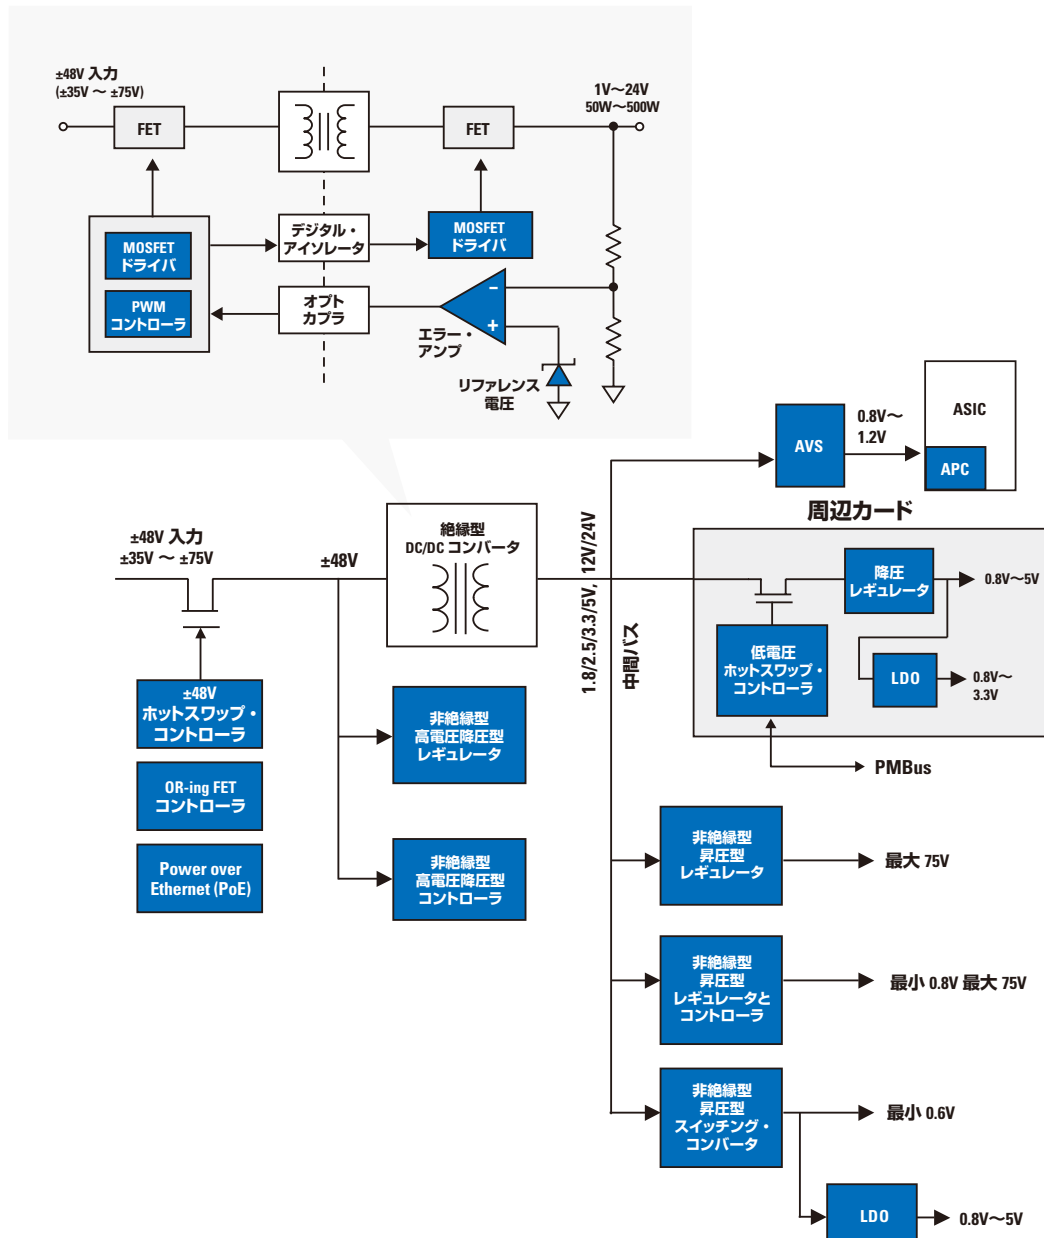 ±48V 入力
(±35V ～ ±75V)
1V～24V
50W～500W
FET
FET
MOSFET
ドライバ
PWM
コントローラ
デジタル・
アイソレータ
MOSFET
ドライバ
オプト
カプラ
−
+
エラー・
アンプ
リファレンス
電圧
AVS
0.8V～
1.2V
ASIC
APC
±48V 入力
±35V ～ ±75V
±48V
絶縁型
DC/DC コンバータ
1.8/2.5/3.3/5V, 12V/24V
中間バス
周辺カード
降圧
レギュレータ
0.8V～5V
低電圧
ホットスワップ・
コントローラ
LDO
0.8V～
3.3V
PMBus
±48V
ホットスワップ・
コントローラ
OR-ing FET
コントローラ
Power over
Ethernet (PoE)
非絶縁型
高電圧降圧型
レギュレータ
非絶縁型
高電圧降圧型
コントローラ
非絶縁型
昇圧型
レギュレータ
最大 75V
非絶縁型
昇圧型
レギュレータと
コントローラ
最小 0.8V 最大 75V
非絶縁型
昇圧型
スイッチング・
コンバータ
最小 0.6V
LDO
0.8V～5V